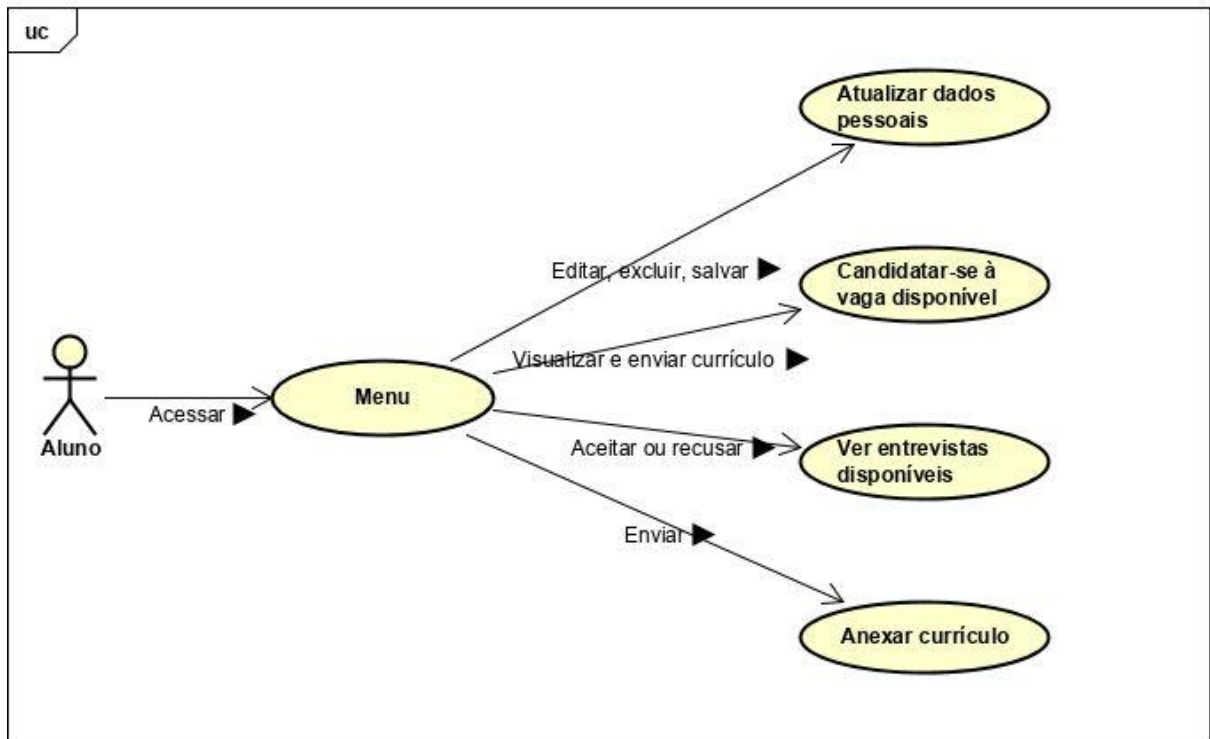 uc
Atualizar dados
pessoais
Editar, excluir, salvar
Candidatar-se à
vaga disponível
Visualizar e enviar currículo
Menu
Acessar
Aluno
Aceitar ou recusar
Ver entrevistas
disponíveis
Enviar
Anexar currículo